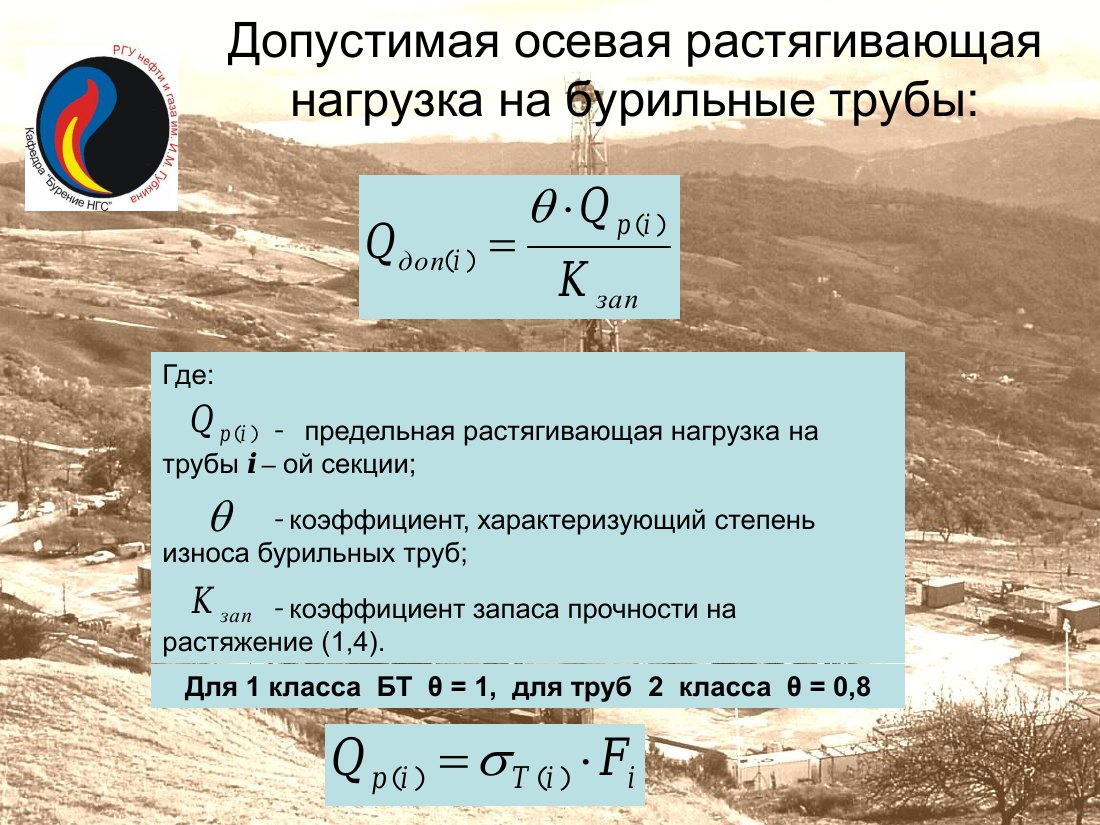 Допустимая осевая растягивающая
нагрузка на бурильные трубы:
РГУ нефти и газа им. И.М. Губкина
Кафедра "Бурение НГС"
Q доп(i) = θ · Q p(i) / K зап
Где:
Q p(i) - предельная растягивающая нагрузка на
трубы i – ой секции;
θ - коэффициент, характеризующий степень
износа бурильных труб;
K зап - коэффициент запаса прочности на
растяжение (1,4).
Для 1 класса БТ θ = 1, для труб 2 класса θ = 0,8
Q p(i) = σ T(i) · F i